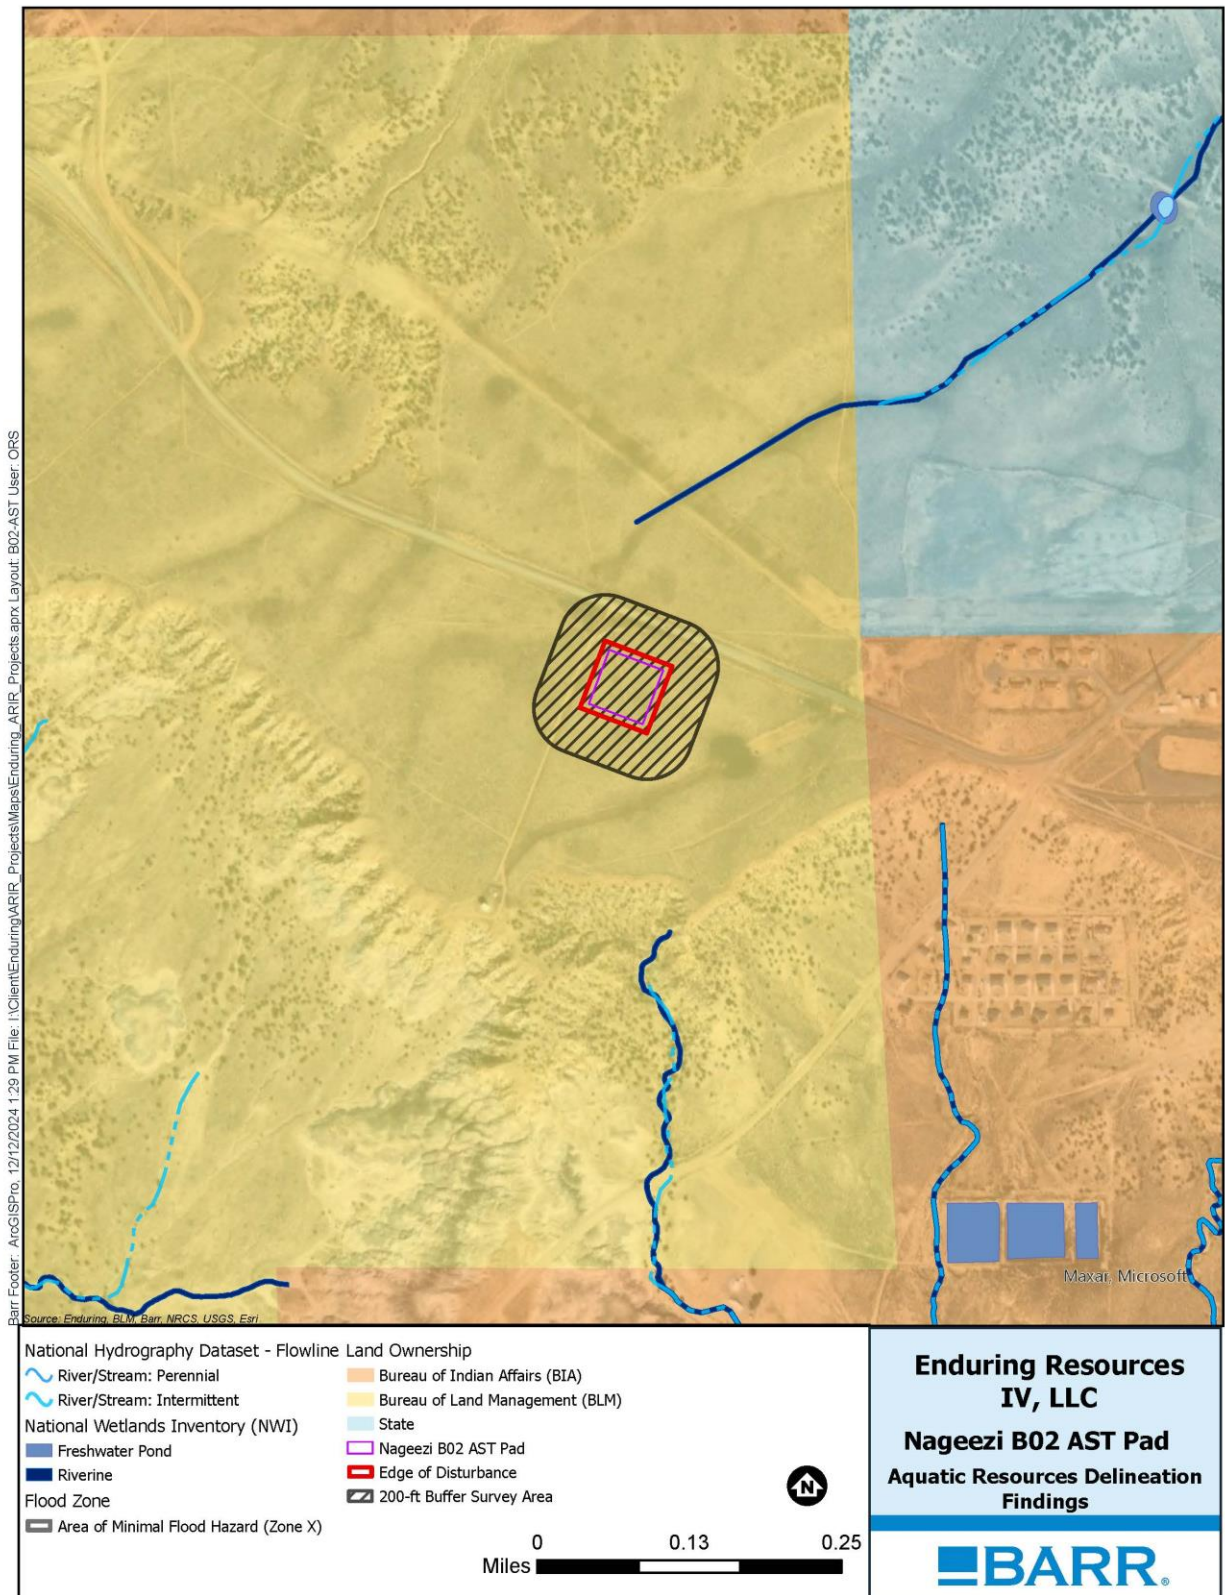 Barr Footer: ArcGISPro, 12/12/2024 1:29 PM File: I:\Client\Enduring\ARIR_Projects\Maps\Enduring_ARIR_Projects.aprx Layout: B02-AST User: ORS
Maxar, Microsoft
Source: Enduring, BLM, Barr, NRCS, USGS, Esri
National Hydrography Dataset - Flowline
River/Stream: Perennial
River/Stream: Intermittent
National Wetlands Inventory (NWI)
Freshwater Pond
Riverine
Flood Zone
Area of Minimal Flood Hazard (Zone X)
Land Ownership
Bureau of Indian Affairs (BIA)
Bureau of Land Management (BLM)
State
Nageezi B02 AST Pad
Edge of Disturbance
200-ft Buffer Survey Area
N
0 0.13 0.25
Miles
Enduring Resources
IV, LLC
Nageezi B02 AST Pad
Aquatic Resources Delineation
Findings
BARR®